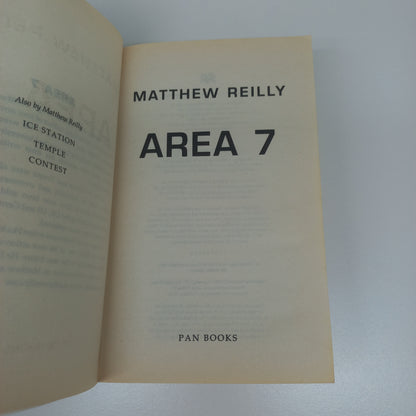 Also by Matthew Reilly
ICE STATION
TEMPLE
CONTEST
MATTHEW REILLY
AREA 7
PAN BOOKS